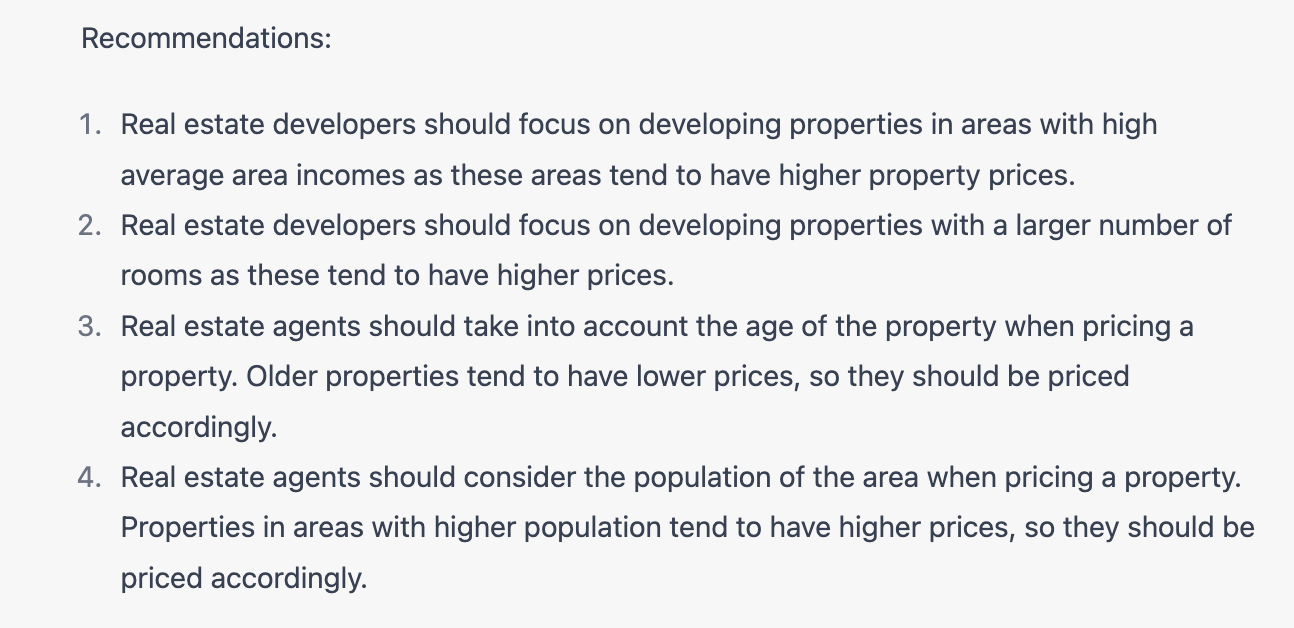 Recommendations:
1. Real estate developers should focus on developing properties in areas with high
average area incomes as these areas tend to have higher property prices.
2. Real estate developers should focus on developing properties with a larger number of
rooms as these tend to have higher prices.
3. Real estate agents should take into account the age of the property when pricing a
property. Older properties tend to have lower prices, so they should be priced
accordingly.
4. Real estate agents should consider the population of the area when pricing a property.
Properties in areas with higher population tend to have higher prices, so they should be
priced accordingly.